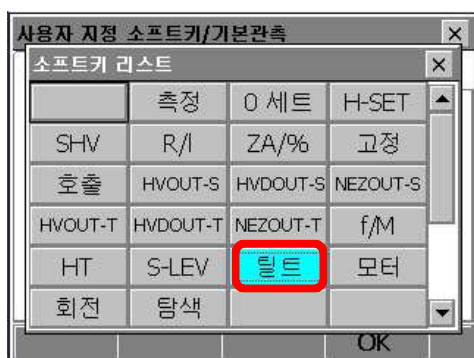 사용자 지정 소프트키/기본관측
소프트키 리스트
측정 0 세트 H-SET
SHV R/l ZA/% 고정
호출 HVOUT-S HVDOUT-S NEZOUT-S
HVOUT-T HVDOUT-T NEZOUT-T f/M
HT S-LEV 틸트 모터
회전 탐색
OK